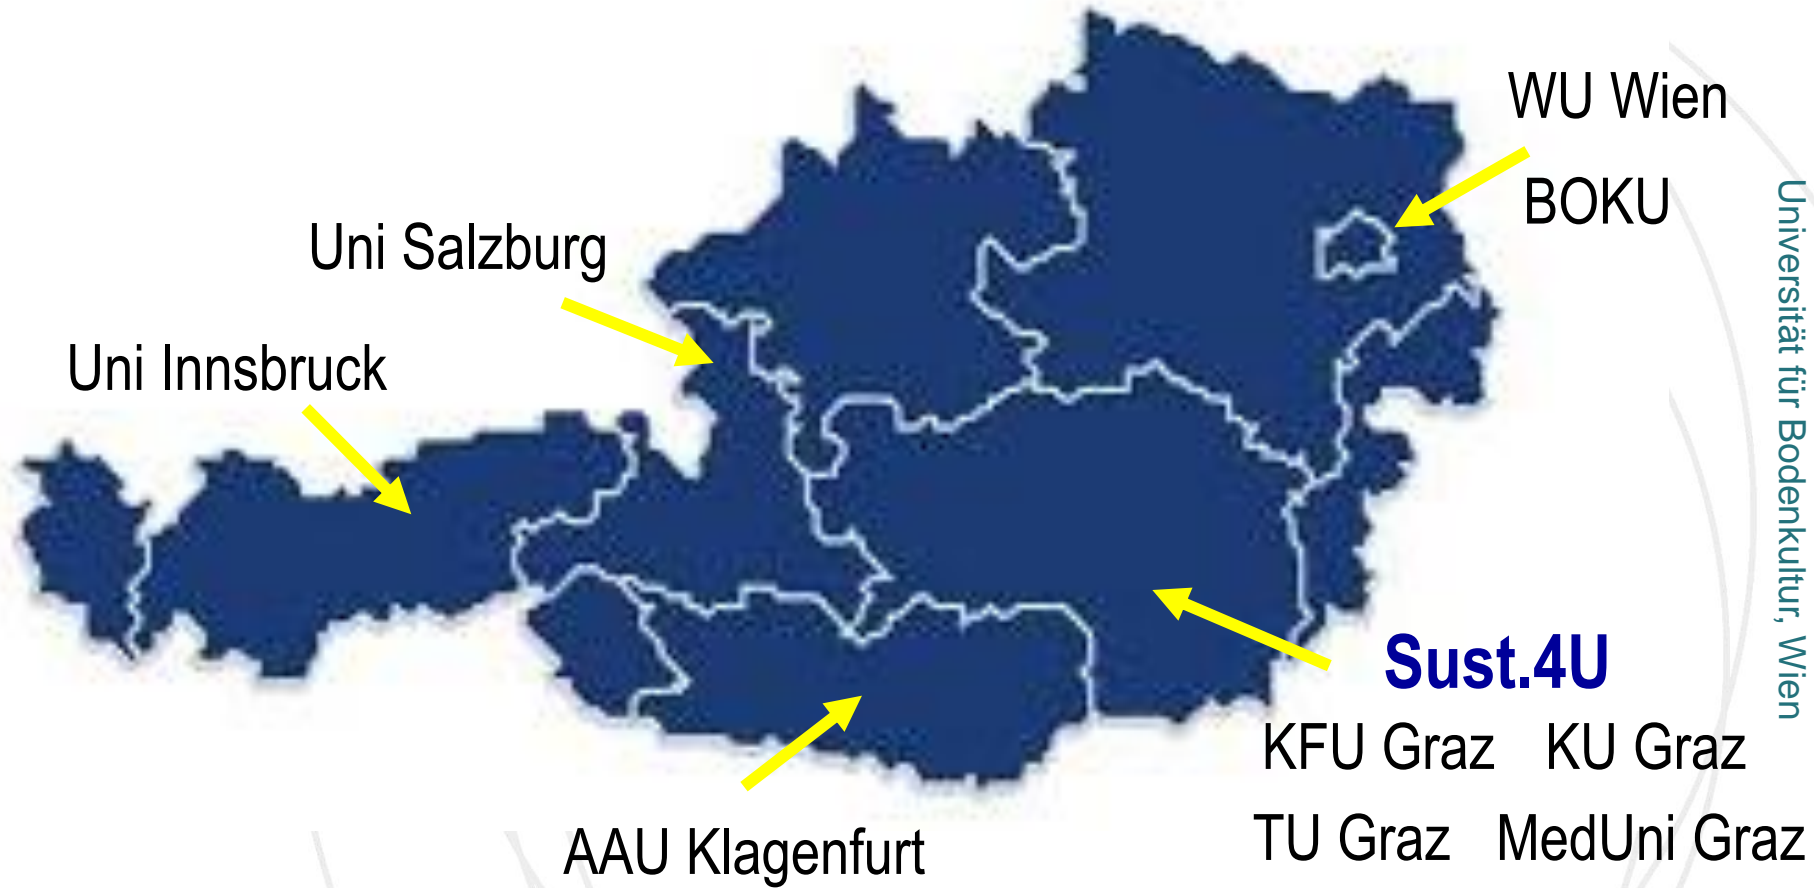 WU Wien
BOKU
Uni Salzburg
Uni Innsbruck
Sust.4U
KFU Graz KU Graz
TU Graz MedUni Graz
AAU Klagenfurt
Universität für Bodenkultur, Wien